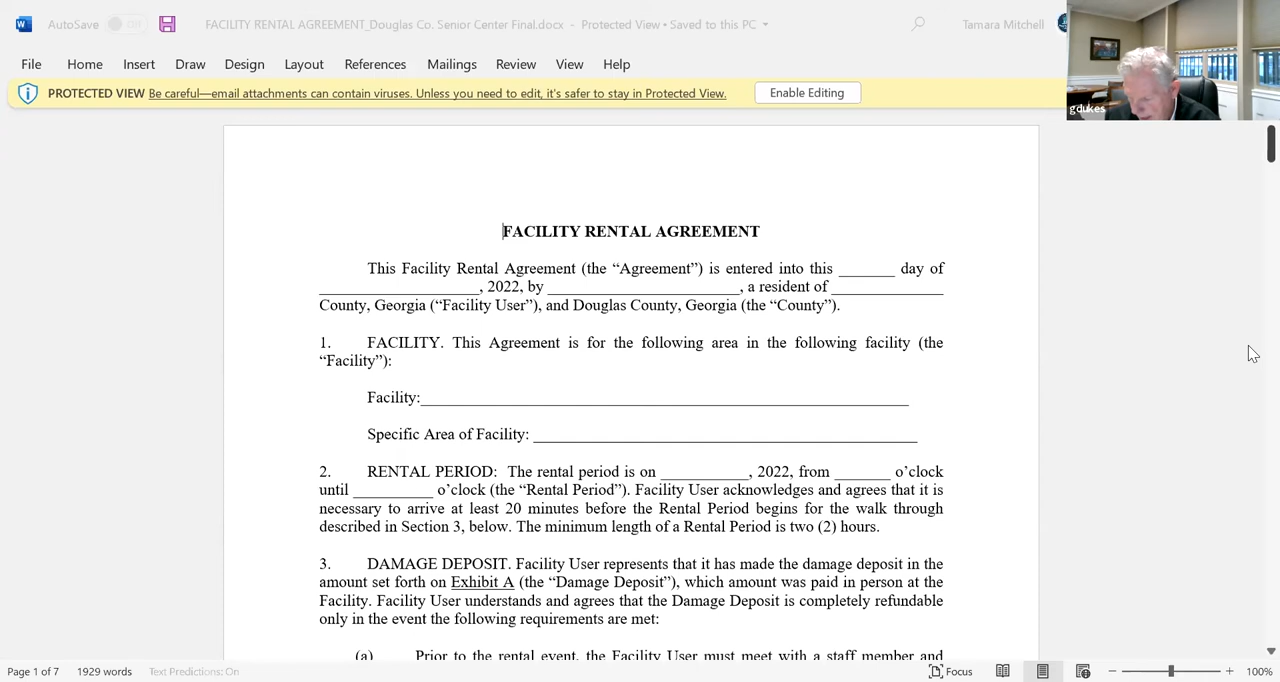 AutoSave Off FACILITY RENTAL AGREEMENT_Douglas Co. Senior Center Final.docx - Protected View • Saved to this PC Tamara Mitchell
File Home Insert Draw Design Layout References Mailings Review View Help
PROTECTED VIEW Be careful—email attachments can contain viruses. Unless you need to edit, it's safer to stay in Protected View. Enable Editing
gdukes
FACILITY RENTAL AGREEMENT
This Facility Rental Agreement (the “Agreement”) is entered into this _______ day of
____________________, 2022, by ________________________, a resident of ______________
County, Georgia (“Facility User”), and Douglas County, Georgia (the “County”).
1. FACILITY. This Agreement is for the following area in the following facility (the
“Facility”):
Facility:_____________________________________________________________
Specific Area of Facility: ________________________________________________
2. RENTAL PERIOD: The rental period is on ___________, 2022, from _______ o’clock
until __________ o’clock (the “Rental Period”). Facility User acknowledges and agrees that it is
necessary to arrive at least 20 minutes before the Rental Period begins for the walk through
described in Section 3, below. The minimum length of a Rental Period is two (2) hours.
3. DAMAGE DEPOSIT. Facility User represents that it has made the damage deposit in the
amount set forth on Exhibit A (the “Damage Deposit”), which amount was paid in person at the
Facility. Facility User understands and agrees that the Damage Deposit is completely refundable
only in the event the following requirements are met:
(a) Prior to the rental event, the Facility User must meet with a staff member and
Page 1 of 7 1929 words Text Predictions: On Focus 100%